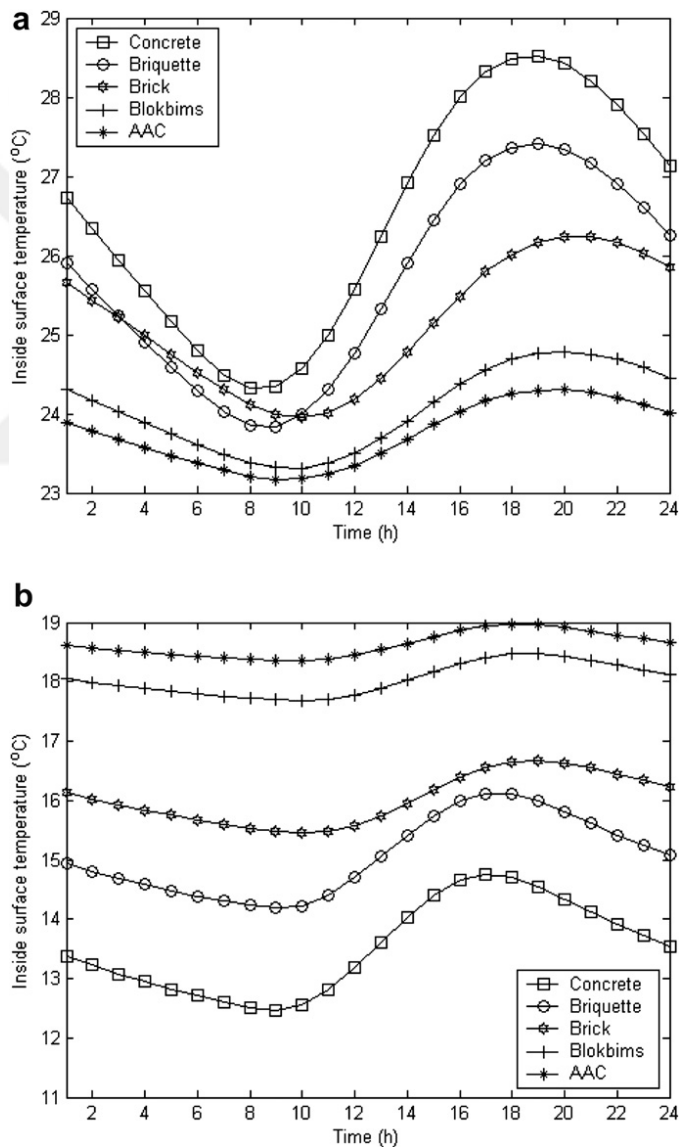 a
29
28
27
26
25
24
23
Inside surface temperature (°C)
Concrete
Briquette
Brick
Blokbims
AAC
2 4 6 8 10 12 14 16 18 20 22 24
Time (h)
b
19
18
17
16
15
14
13
12
11
Inside surface temperature (°C)
Concrete
Briquette
Brick
Blokbims
AAC
2 4 6 8 10 12 14 16 18 20 22 24
Time (h)